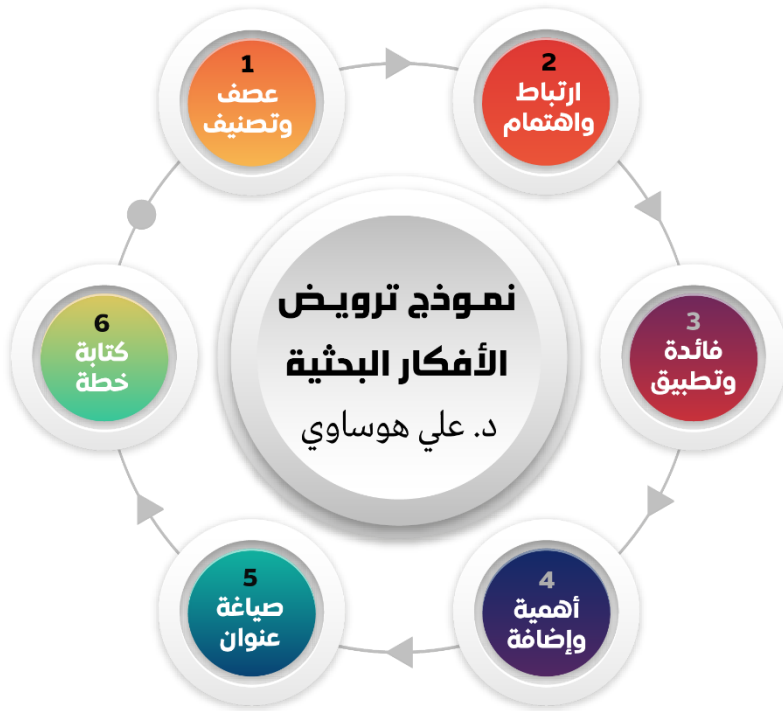 نموذج ترويض
الأفكار البحثية
د. علي هوساوي
1
عصف
وتصنيف
2
ارتباط
واهتمام
3
فائدة
وتطبيق
4
أهمية
وإضافة
5
صياغة
عنوان
6
كتابة
خطة